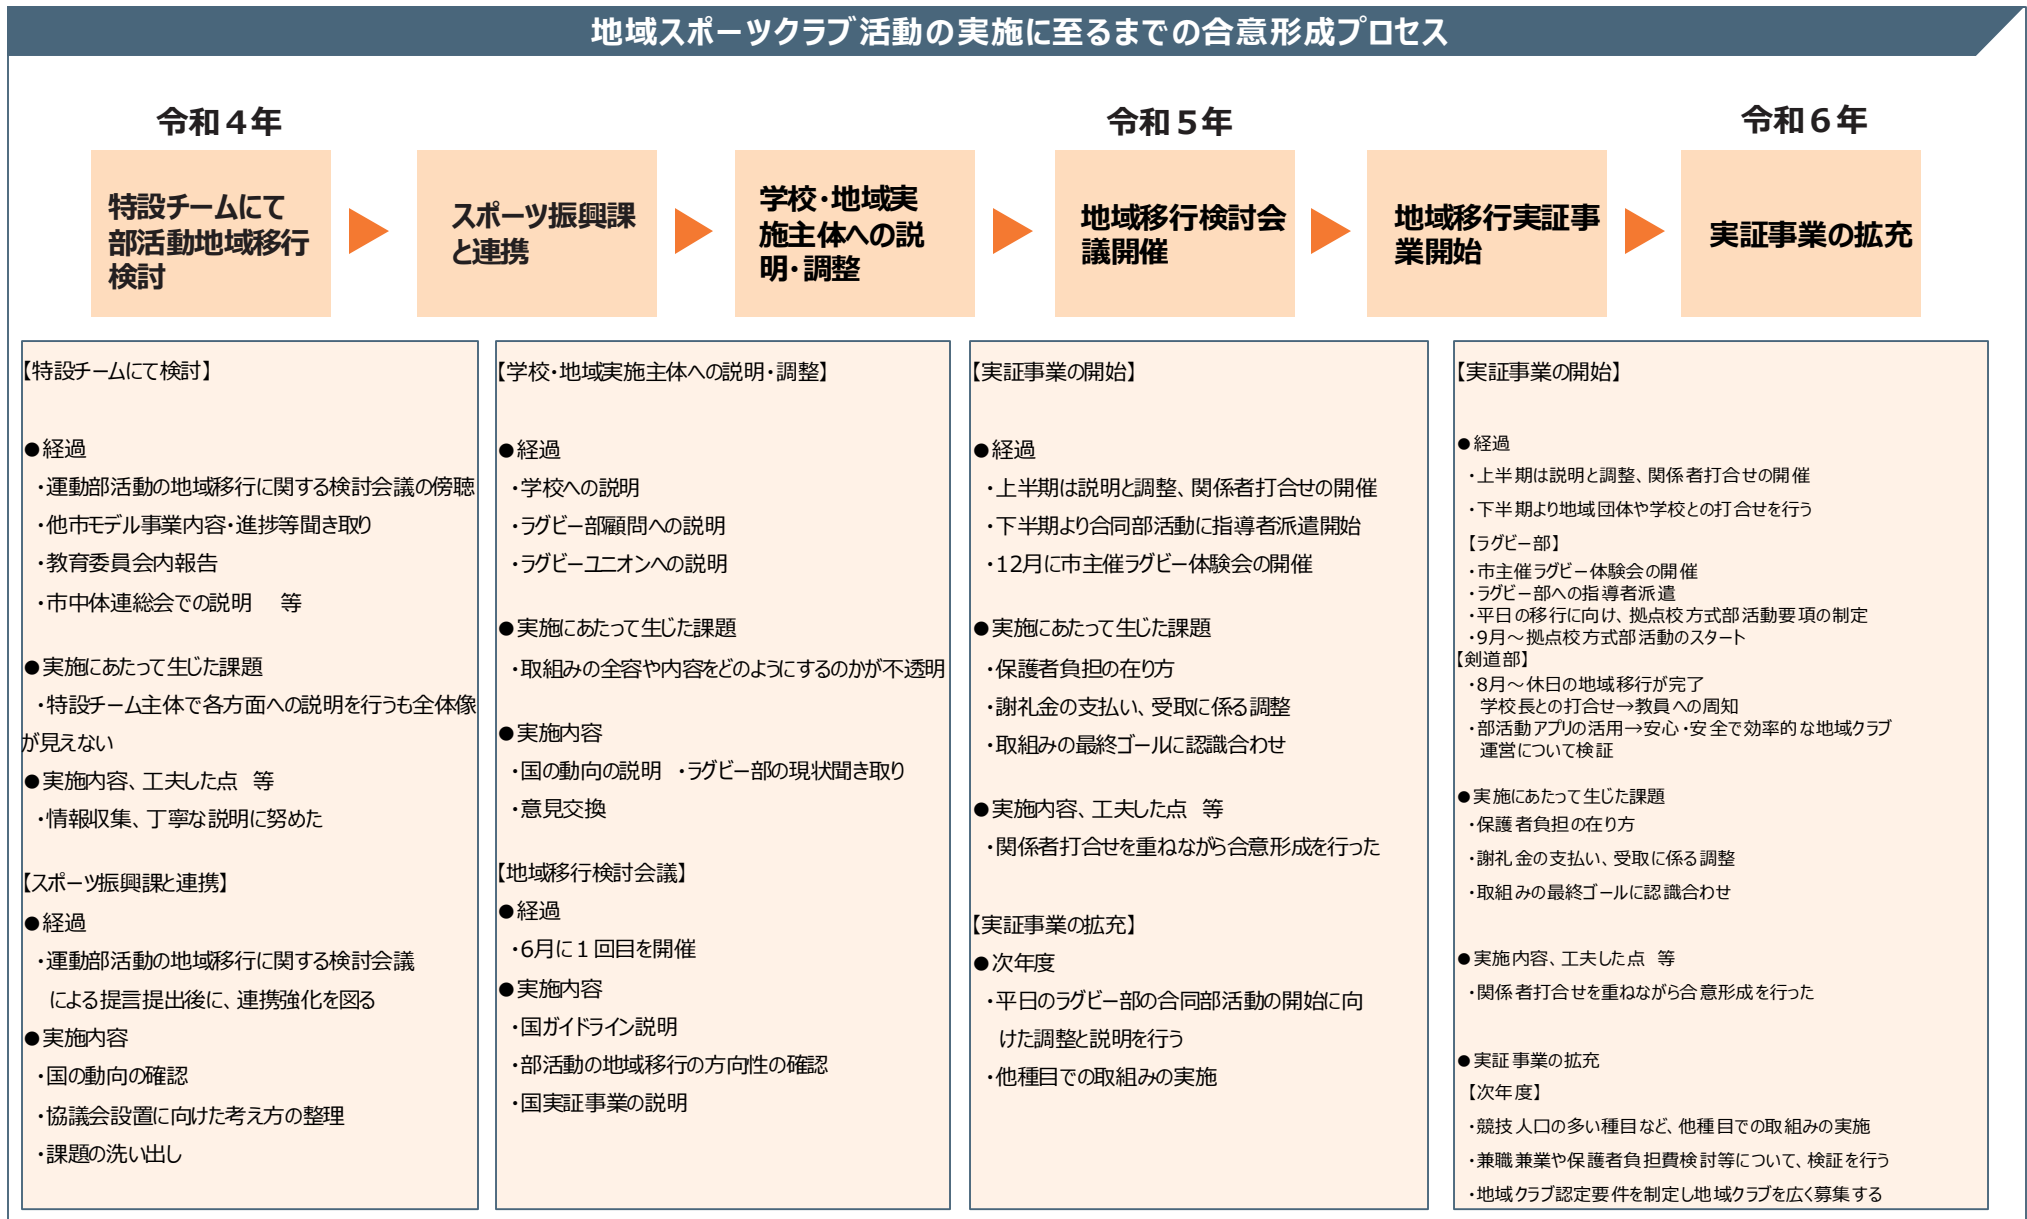 地域スポーツクラブ活動の実施に至るまでの合意形成プロセス
令和４年
令和５年
令和６年
特設チームにて
部活動地域移行
検討
スポーツ振興課
と連携
学校・地域実
施主体への説
明・調整
地域移行検討会
議開催
地域移行実証事
業開始
実証事業の拡充
【特設チームにて検討】
●経過
・運動部活動の地域移行に関する検討会議の傍聴
・他市モデル事業内容・進捗等聞き取り
・教育委員会内報告
・市中体連総会での説明　等
●実施にあたって生じた課題
・特設チーム主体で各方面への説明を行うも全体像
が見えない
●実施内容、工夫した点　等
・情報収集、丁寧な説明に努めた
【スポーツ振興課と連携】
●経過
・運動部活動の地域移行に関する検討会議
による提言提出後に、連携強化を図る
●実施内容
・国の動向の確認
・協議会設置に向けた考え方の整理
・課題の洗い出し
【学校・地域実施主体への説明・調整】
●経過
・学校への説明
・ラグビー部顧問への説明
・ラグビーユニオンへの説明
●実施にあたって生じた課題
・取組みの全容や内容をどのようにするのかが不透明
●実施内容
・国の動向の説明　・ラグビー部の現状聞き取り
・意見交換
【地域移行検討会議】
●経過
・6月に１回目を開催
●実施内容
・国ガイドライン説明
・部活動の地域移行の方向性の確認
・国実証事業の説明
【実証事業の開始】
●経過
・上半期は説明と調整、関係者打合せの開催
・下半期より合同部活動に指導者派遣開始
・12月に市主催ラグビー体験会の開催
●実施にあたって生じた課題
・保護者負担の在り方
・謝礼金の支払い、受取に係る調整
・取組みの最終ゴールに認識合わせ
●実施内容、工夫した点　等
・関係者打合せを重ねながら合意形成を行った
【実証事業の拡充】
●次年度
・平日のラグビー部の合同部活動の開始に向
けた調整と説明を行う
・他種目での取組みの実施
【実証事業の開始】
●経過
・上半期は説明と調整、関係者打合せの開催
・下半期より地域団体や学校との打合せを行う
【ラグビー部】
・市主催ラグビー体験会の開催
・ラグビー部への指導者派遣
・平日の移行に向け、拠点校方式部活動要項の制定
・9月～拠点校方式部活動のスタート
【剣道部】
・8月～休日の地域移行が完了
学校長との打合せ→教員への周知
・部活動アプリの活用→安心・安全で効率的な地域クラブ
運営について検証
●実施にあたって生じた課題
・保護者負担の在り方
・謝礼金の支払い、受取に係る調整
・取組みの最終ゴールに認識合わせ
●実施内容、工夫した点　等
・関係者打合せを重ねながら合意形成を行った
●実証事業の拡充
【次年度】
・競技人口の多い種目など、他種目での取組みの実施
・兼職兼業や保護者負担費検討等について、検証を行う
・地域クラブ認定要件を制定し地域クラブを広く募集する